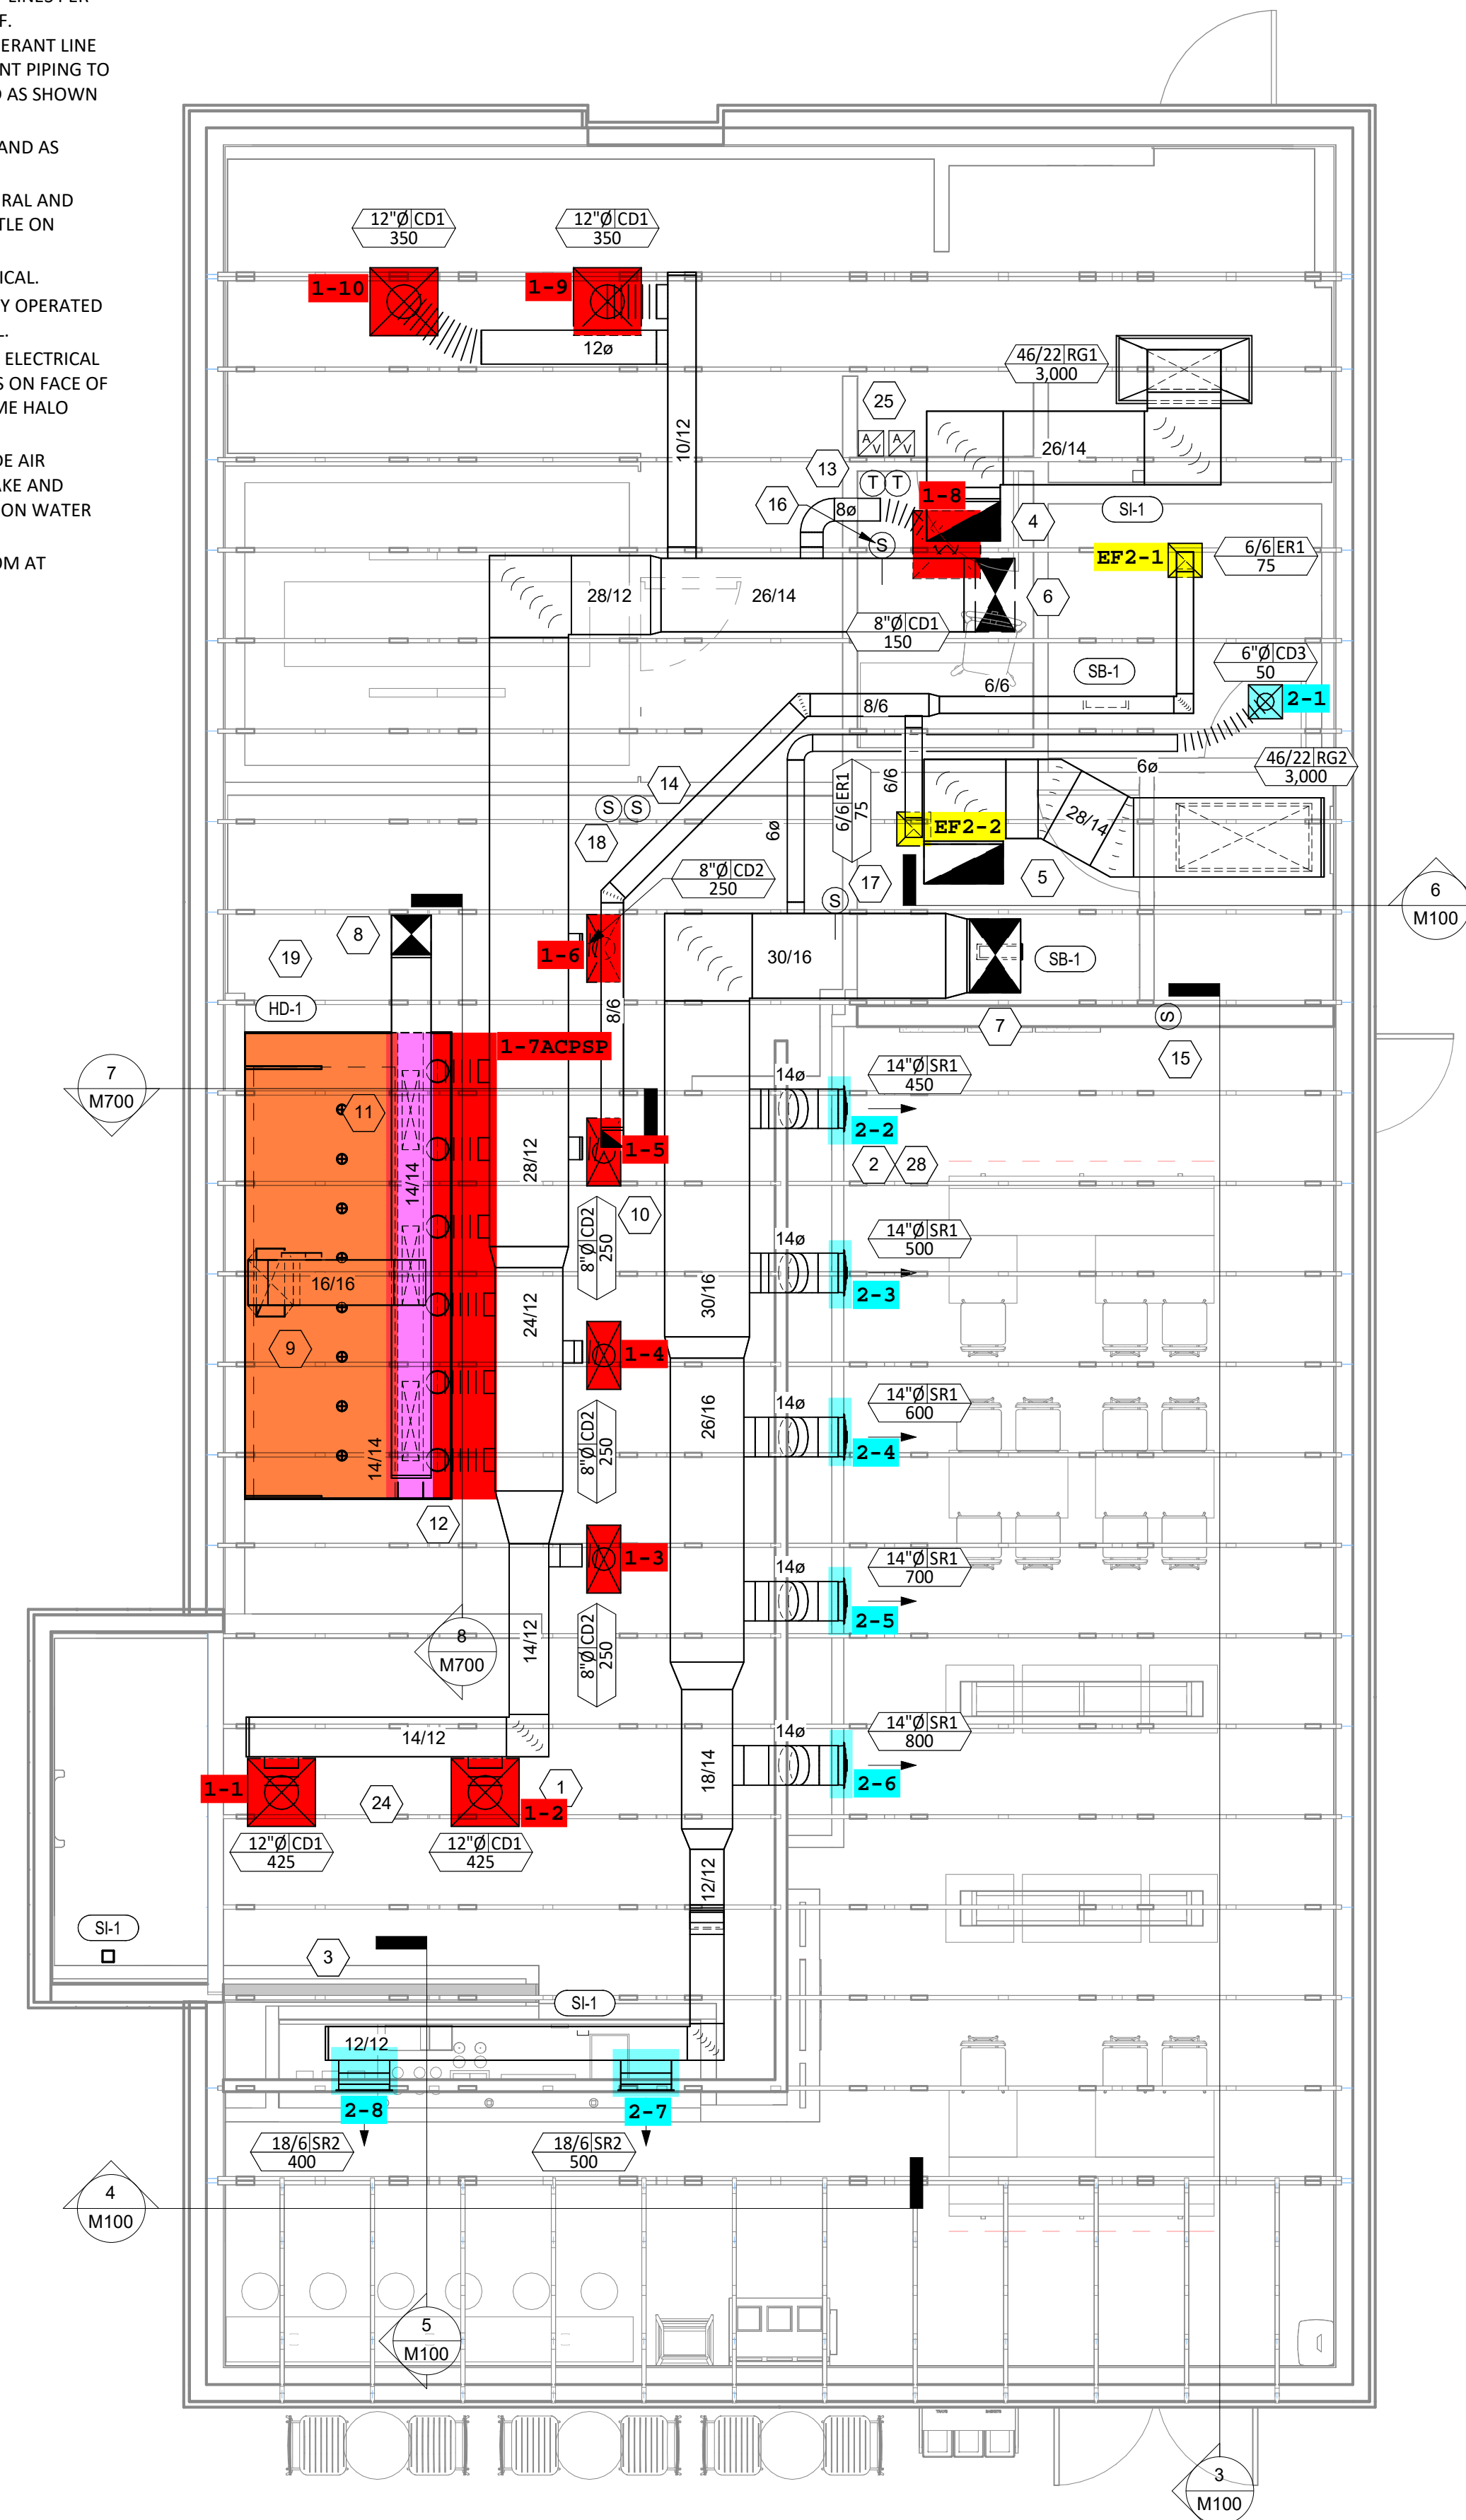 LINES PER
F.
ERANT LINE
NT PIPING TO
D AS SHOWN
AND AS
RAL AND
TLE ON
ICAL.
Y OPERATED
L.
ELECTRICAL
S ON FACE OF
ME HALO
DE AIR
AKE AND
ON WATER
OM AT
12"Ø CD1
350
12"Ø CD1
350
1-10
1-9
12ø
46/22 RG1
3,000
25
A/V
A/V
10/12
26/14
13
T
T
1-8
16
8ø
SI-1
4
S
EF2-1
6/6 ER1
75
28/12
26/14
6
8"Ø CD1
150
6"Ø CD3
50
SB-1
6/6
2-1
8/6
46/22 RG2
3,000
6ø
14
6/6
6/6 ER1
75
S
S
28/14
6ø
EF2-2
18
8"Ø CD2
250
17
5
6
M100
S
8
19
1-6
30/16
SB-1
HD-1
8/6
7
S
1-7ACPSP
15
7
M700
14ø
14"Ø SR1
450
11
2-2
1-5
28/12
14/14
2
28
10
8"Ø CD2
250
14ø
14"Ø SR1
500
16/16
30/16
2-3
24/12
9
1-4
14ø
14"Ø SR1
600
26/16
8"Ø CD2
250
2-4
14/14
12
1-3
14ø
14"Ø SR1
700
2-5
14/12
8
M700
8"Ø CD2
250
14/12
14ø
14"Ø SR1
800
18/14
2-6
1-1
24
1
1-2
12"Ø CD1
425
12"Ø CD1
425
12/12
SI-1
3
SI-1
12/12
2-8
2-7
18/6 SR2
400
18/6 SR2
500
4
M100
5
M100
3
M100